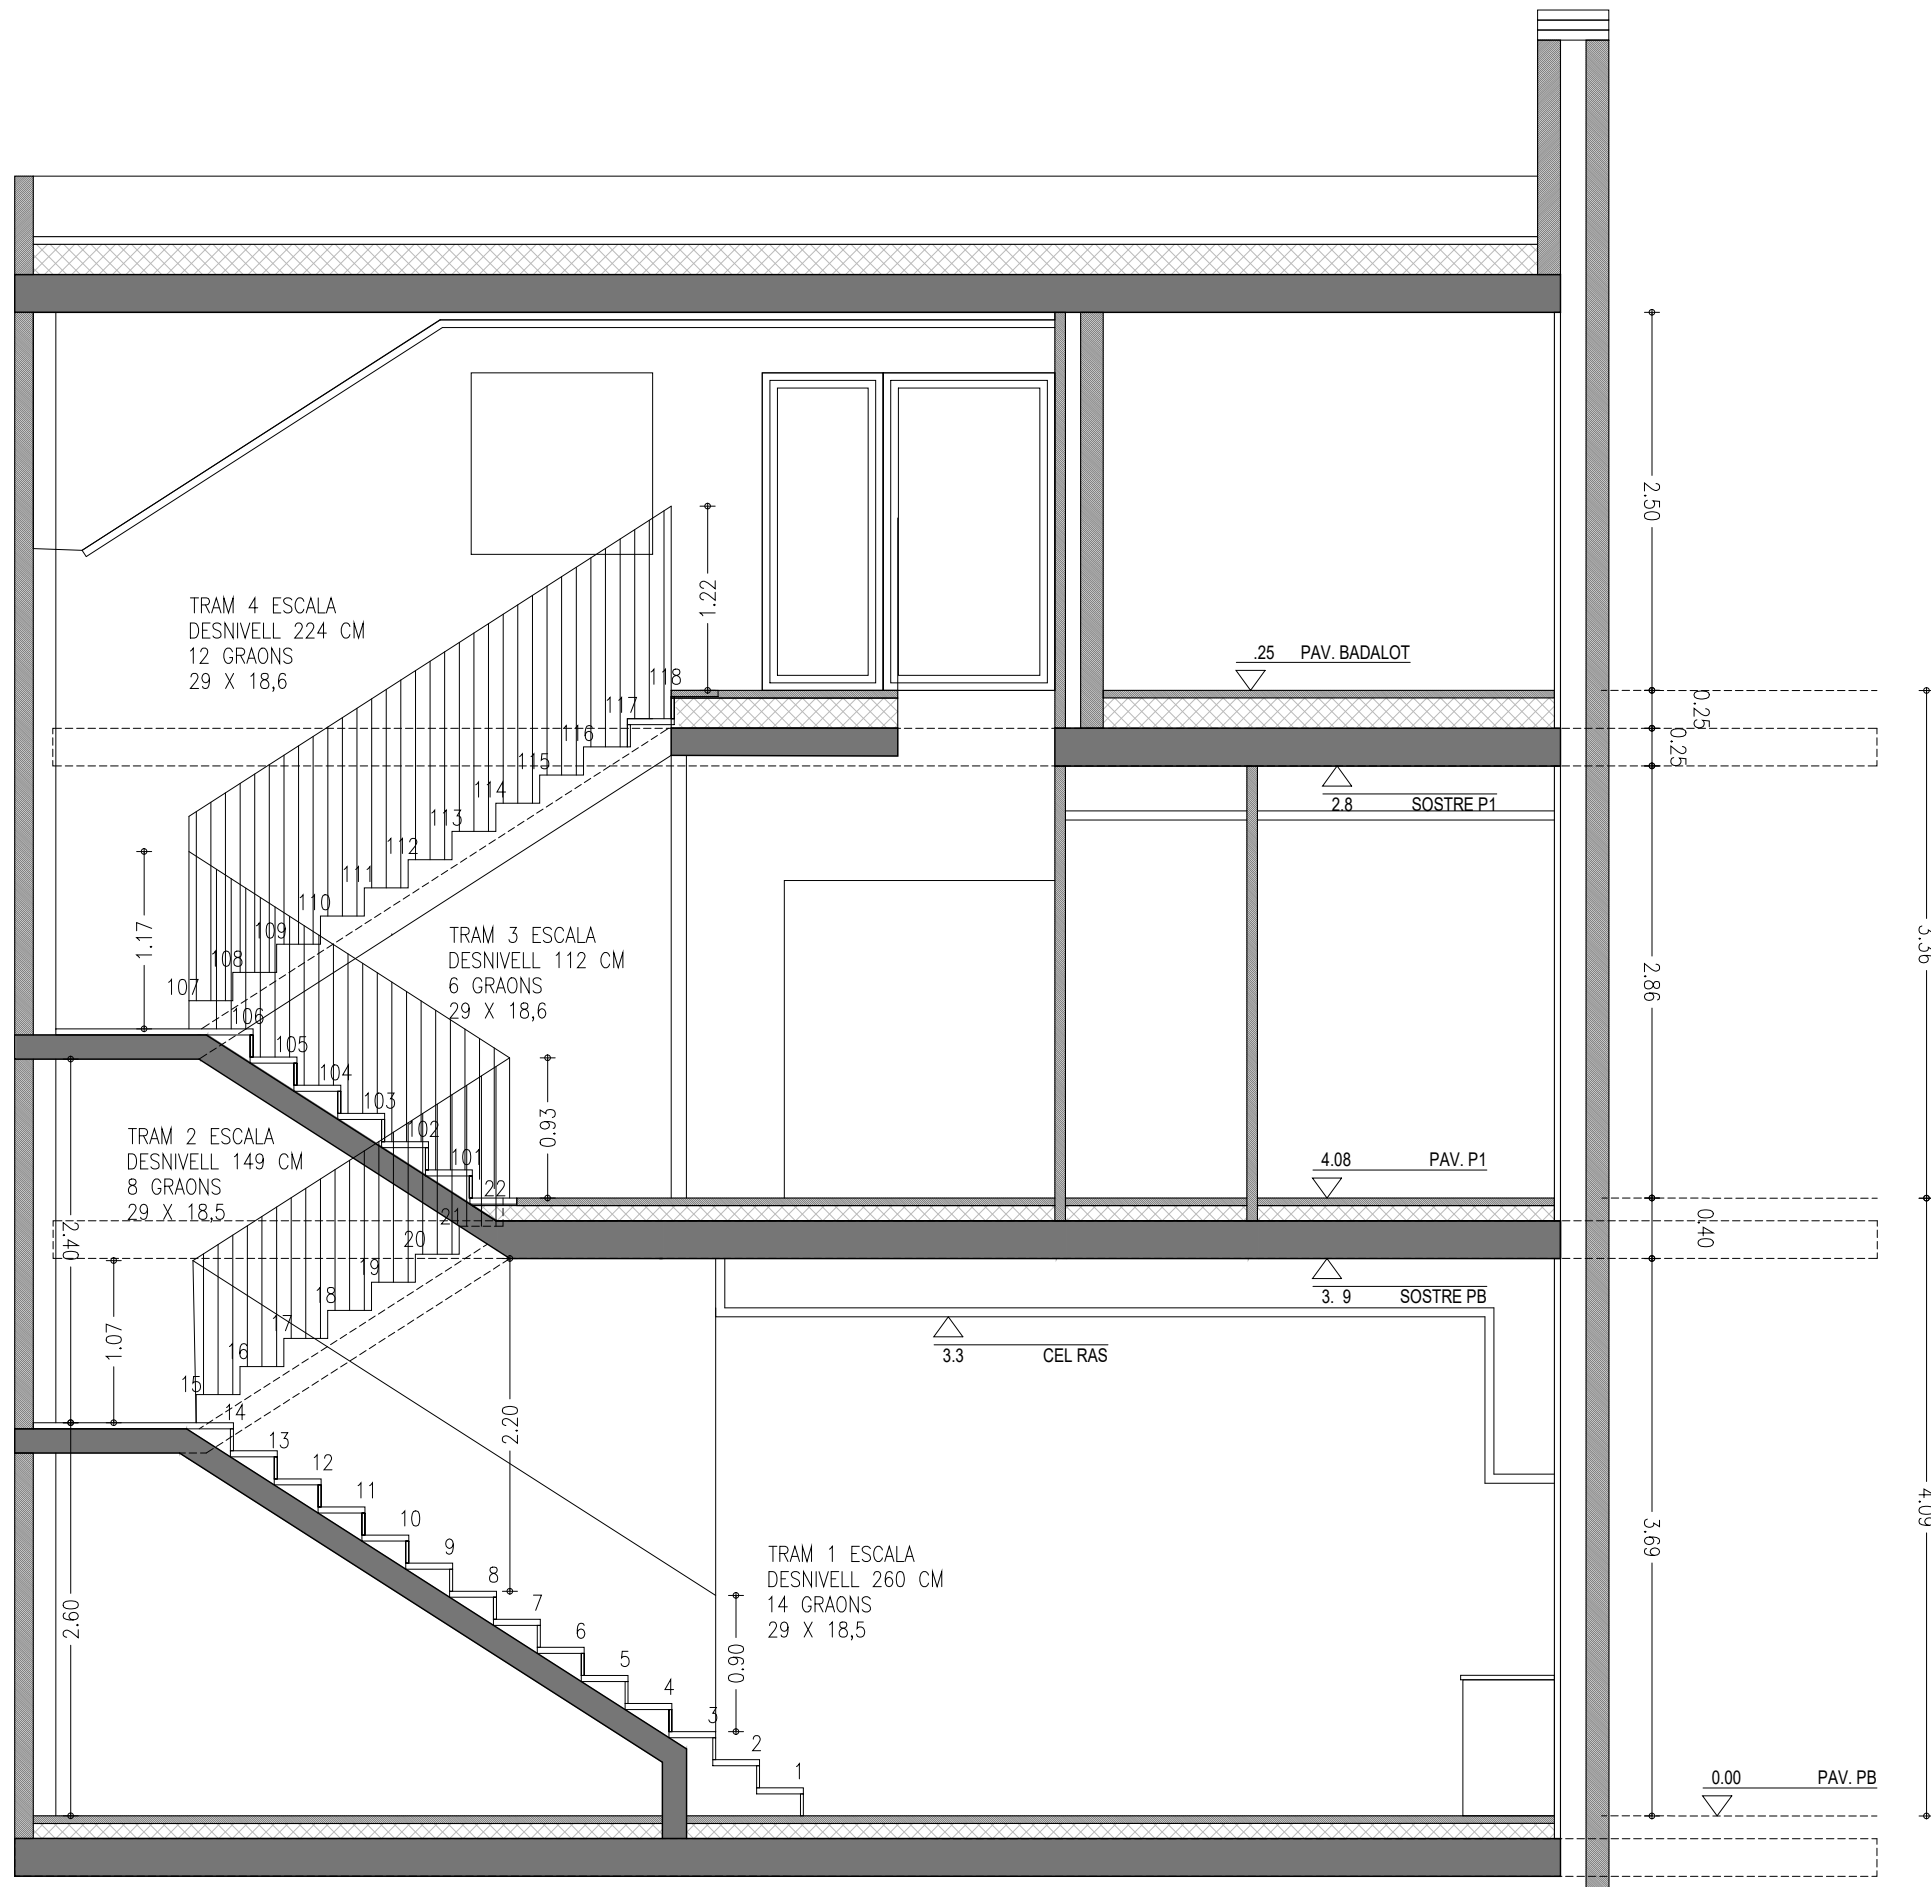 2.50
1.22
TRAM 4 ESCALA
DESNIVELL 224 CM
12 GRAONS
29 X 18,6
.25 PAV. BADALOT
118
117
116
115
114
113
112
111
110
109
108
107
0.25
0.25
2.8 SOSTRE P1
3.36
1.17
TRAM 3 ESCALA
DESNIVELL 112 CM
6 GRAONS
29 X 18,6
2.86
106
105
104
103
102
101
0.93
TRAM 2 ESCALA
DESNIVELL 149 CM
8 GRAONS
29 X 18,5
4.08 PAV. P1
22
21
20
19
18
17
16
15
0.40
2.40
1.07
3. 9 SOSTRE PB
3.3 CEL RAS
2.20
14
13
12
11
10
9
8
7
6
5
4
3
2
1
TRAM 1 ESCALA
DESNIVELL 260 CM
14 GRAONS
29 X 18,5
0.90
2.60
3.69
4.09
0.00 PAV. PB